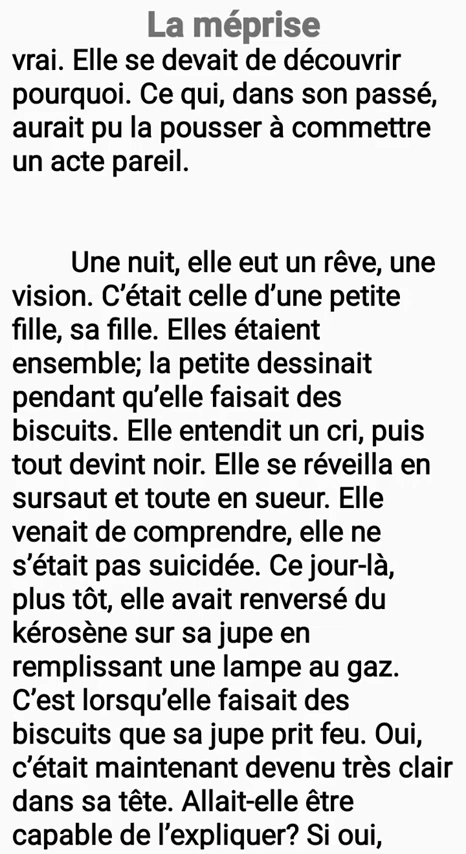 La méprise
vrai. Elle se devait de découvrir
pourquoi. Ce qui, dans son passé,
aurait pu la pousser à commettre
un acte pareil.
Une nuit, elle eut un rêve, une
vision. C’était celle d’une petite
fille, sa fille. Elles étaient
ensemble; la petite dessinait
pendant qu’elle faisait des
biscuits. Elle entendit un cri, puis
tout devint noir. Elle se réveilla en
sursaut et toute en sueur. Elle
venait de comprendre, elle ne
s’était pas suicidée. Ce jour-là,
plus tôt, elle avait renversé du
kérosène sur sa jupe en
remplissant une lampe au gaz.
C’est lorsqu’elle faisait des
biscuits que sa jupe prit feu. Oui,
c’était maintenant devenu très clair
dans sa tête. Allait-elle être
capable de l’expliquer? Si oui,